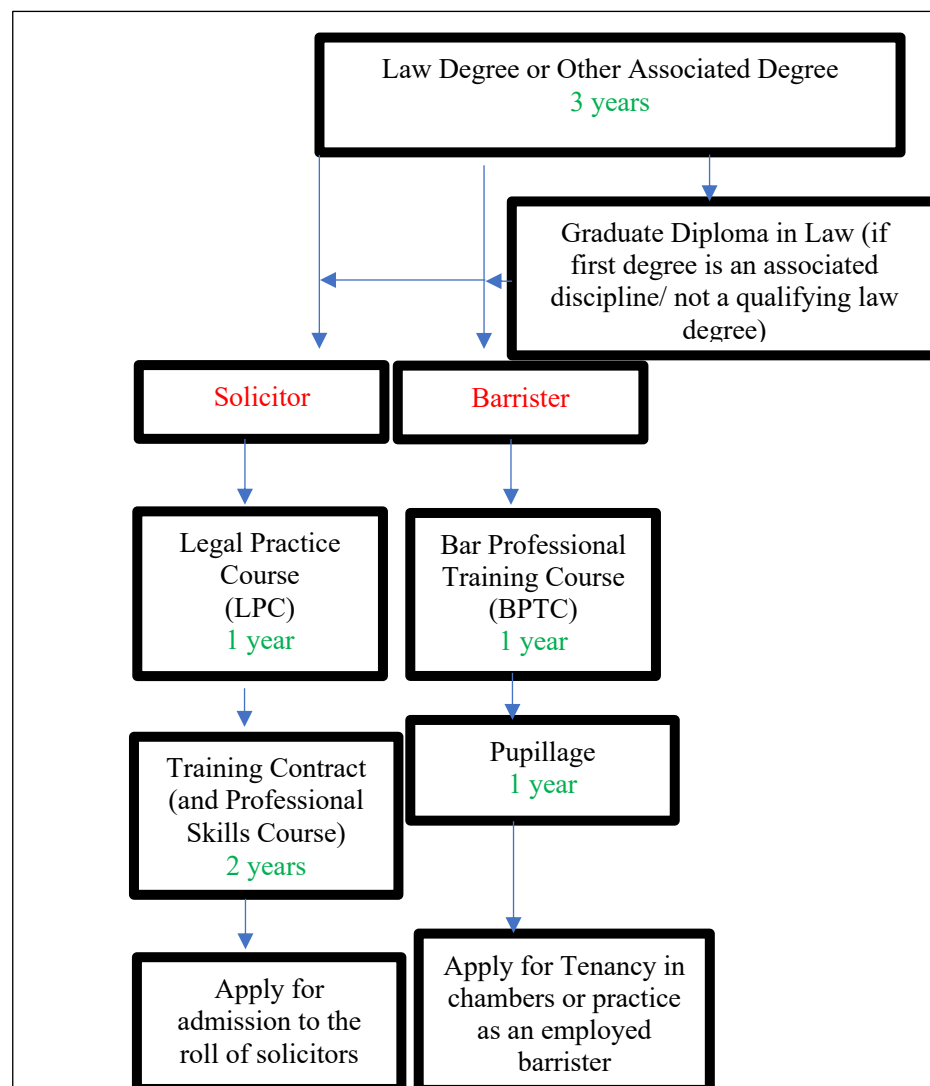 Law Degree or Other Associated Degree
3 years
Graduate Diploma in Law (if
first degree is an associated
discipline/ not a qualifying law
degree)
Solicitor
Barrister
Legal Practice
Course
(LPC)
1 year
Bar Professional
Training Course
(BPTC)
1 year
Training Contract
(and Professional
Skills Course)
2 years
Pupillage
1 year
Apply for
admission to the
roll of solicitors
Apply for Tenancy in
chambers or practice
as an employed
barrister